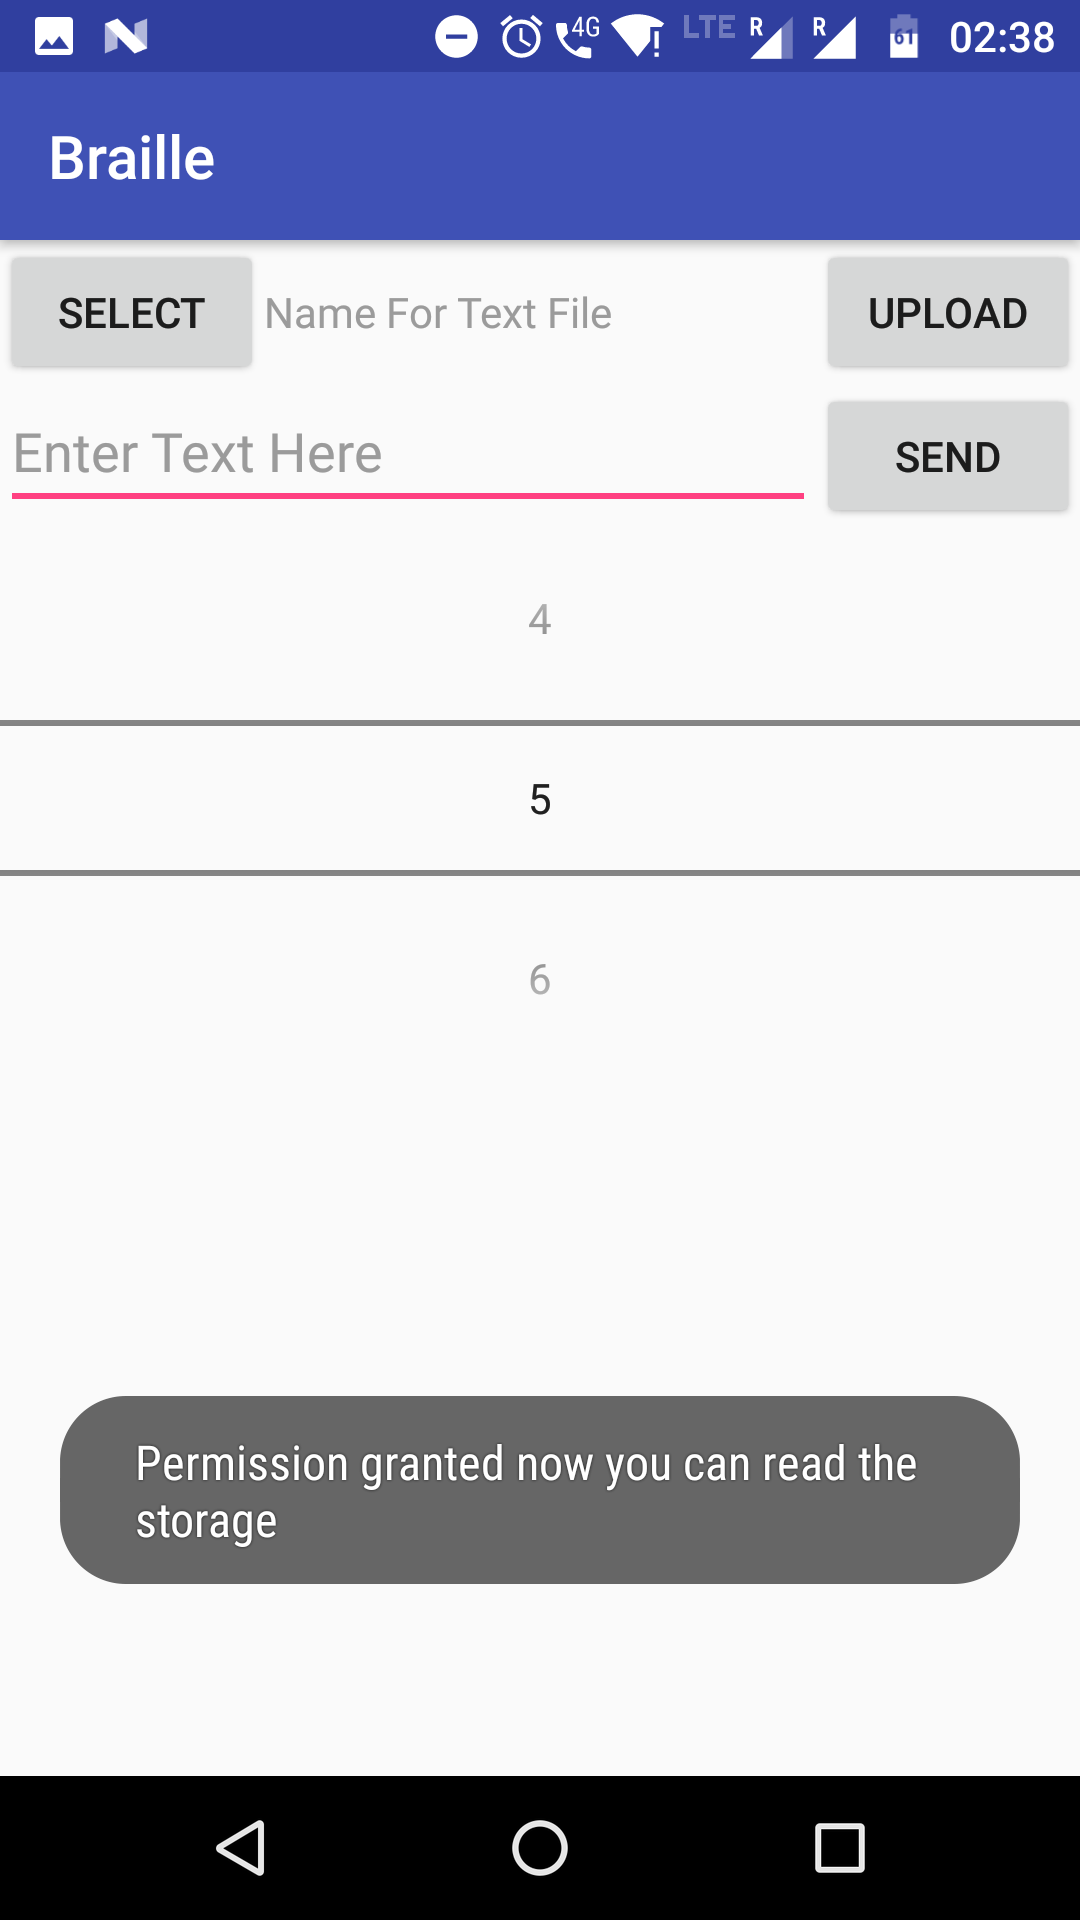 4G LTE R R 61 02:38
Braille
SELECT Name For Text File UPLOAD
Enter Text Here SEND
4
5
6
Permission granted now you can read the
storage